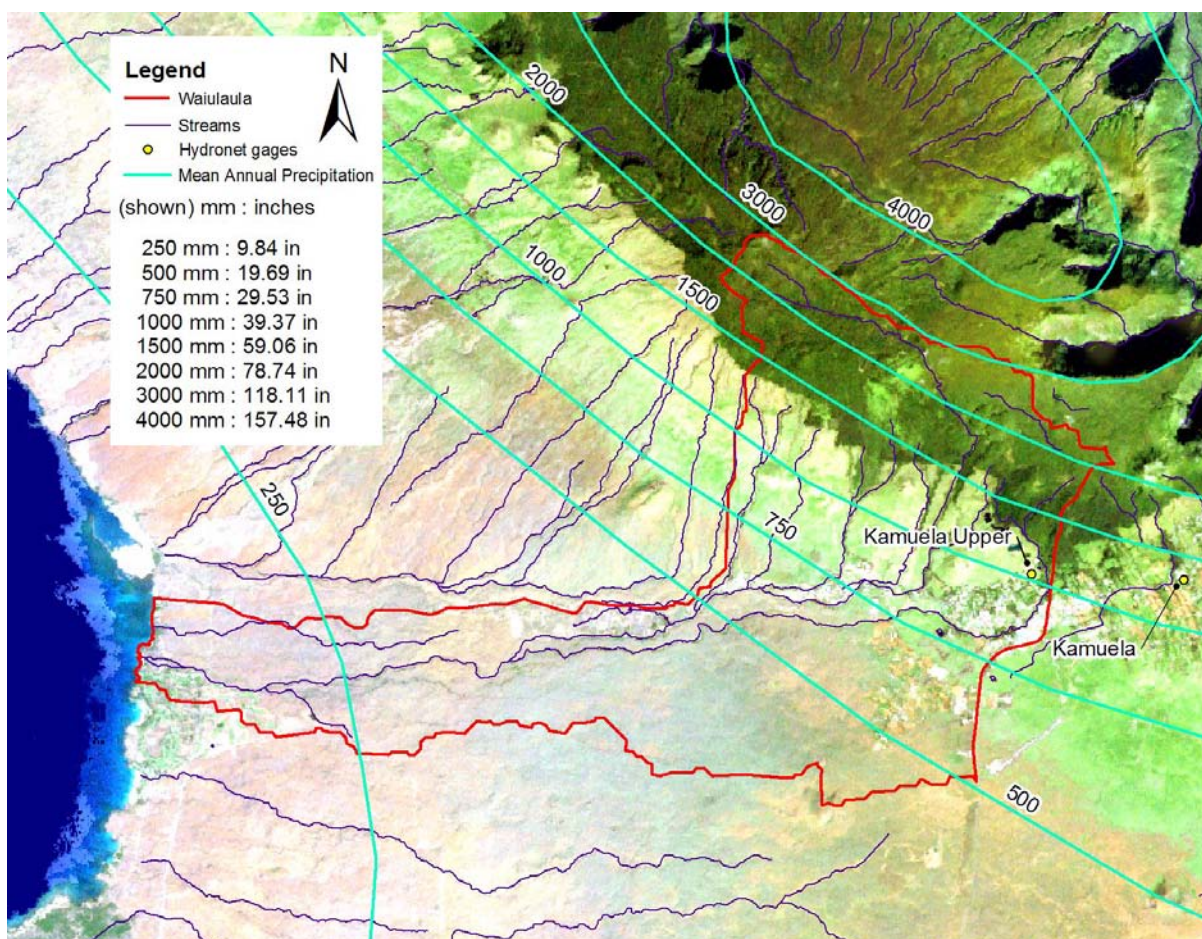 Legend
N
Waiulaula
Streams
Hydronet gages
Mean Annual Precipitation
(shown) mm : inches
250 mm : 9.84 in
500 mm : 19.69 in
750 mm : 29.53 in
1000 mm : 39.37 in
1500 mm : 59.06 in
2000 mm : 78.74 in
3000 mm : 118.11 in
4000 mm : 157.48 in
2000
3000
4000
1000
1500
250
750
Kamuela Upper
Kamuela
500